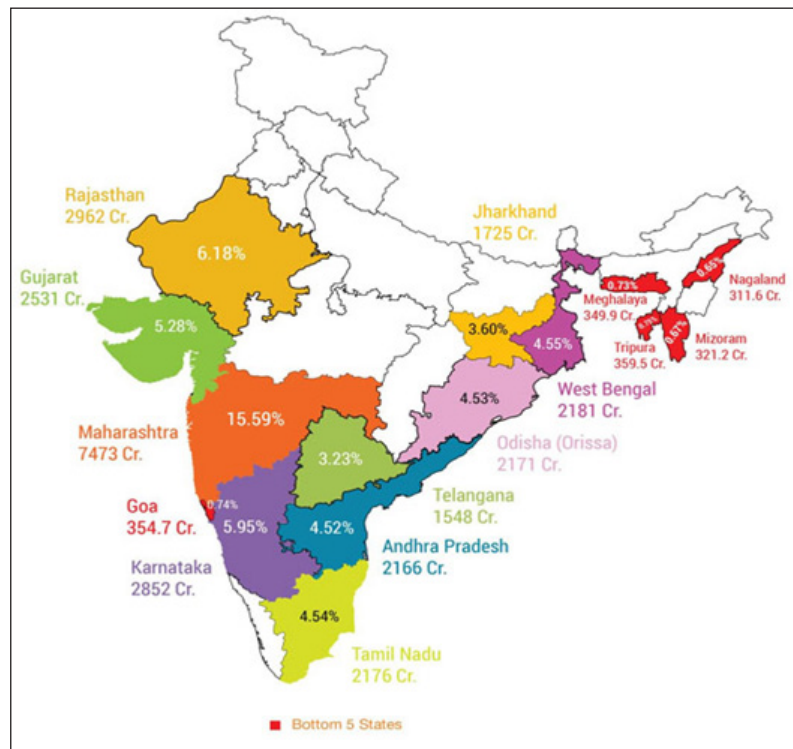 Rajasthan
2962 Cr.
6.18%
Gujarat
2531 Cr.
5.28%
Jharkhand
1725 Cr.
3.60%
0.65%
Nagaland
311.6 Cr.
0.73%
Meghalaya
349.9 Cr.
Tripura
359.5 Cr.
0.67%
Mizoram
321.2 Cr.
4.55%
West Bengal
2181 Cr.
4.53%
Odisha (Orissa)
2171 Cr.
15.59%
Maharashtra
7473 Cr.
3.23%
Telangana
1548 Cr.
0.74%
Goa
354.7 Cr.
5.95%
Karnataka
2852 Cr.
4.52%
Andhra Pradesh
2166 Cr.
4.54%
Tamil Nadu
2176 Cr.
Bottom 5 States